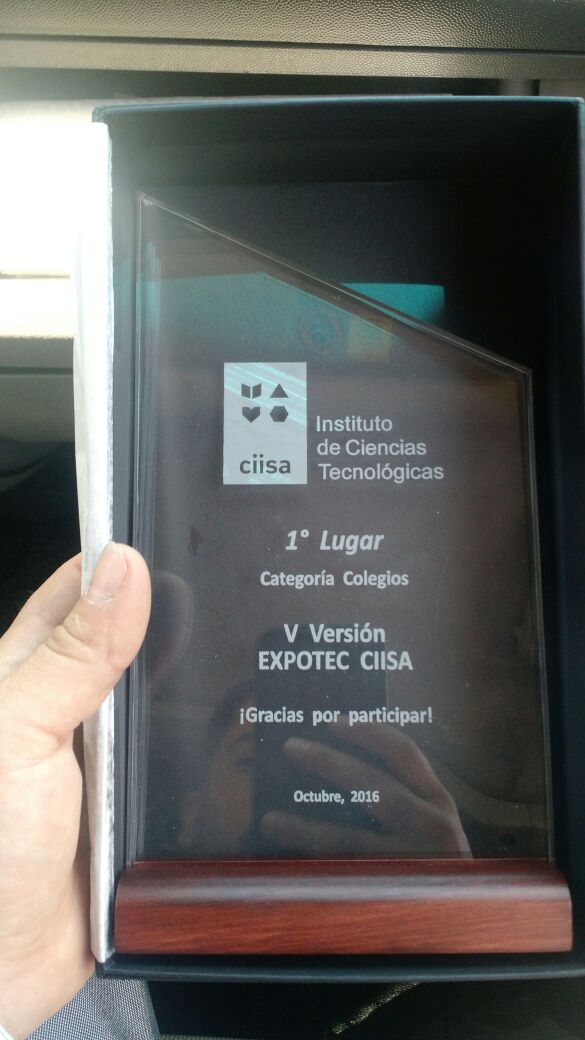 ciisa
Instituto
de Ciencias
Tecnológicas
1° Lugar
Categoría Colegios
V Versión
EXPOTEC CIISA
¡Gracias por participar!
Octubre, 2016